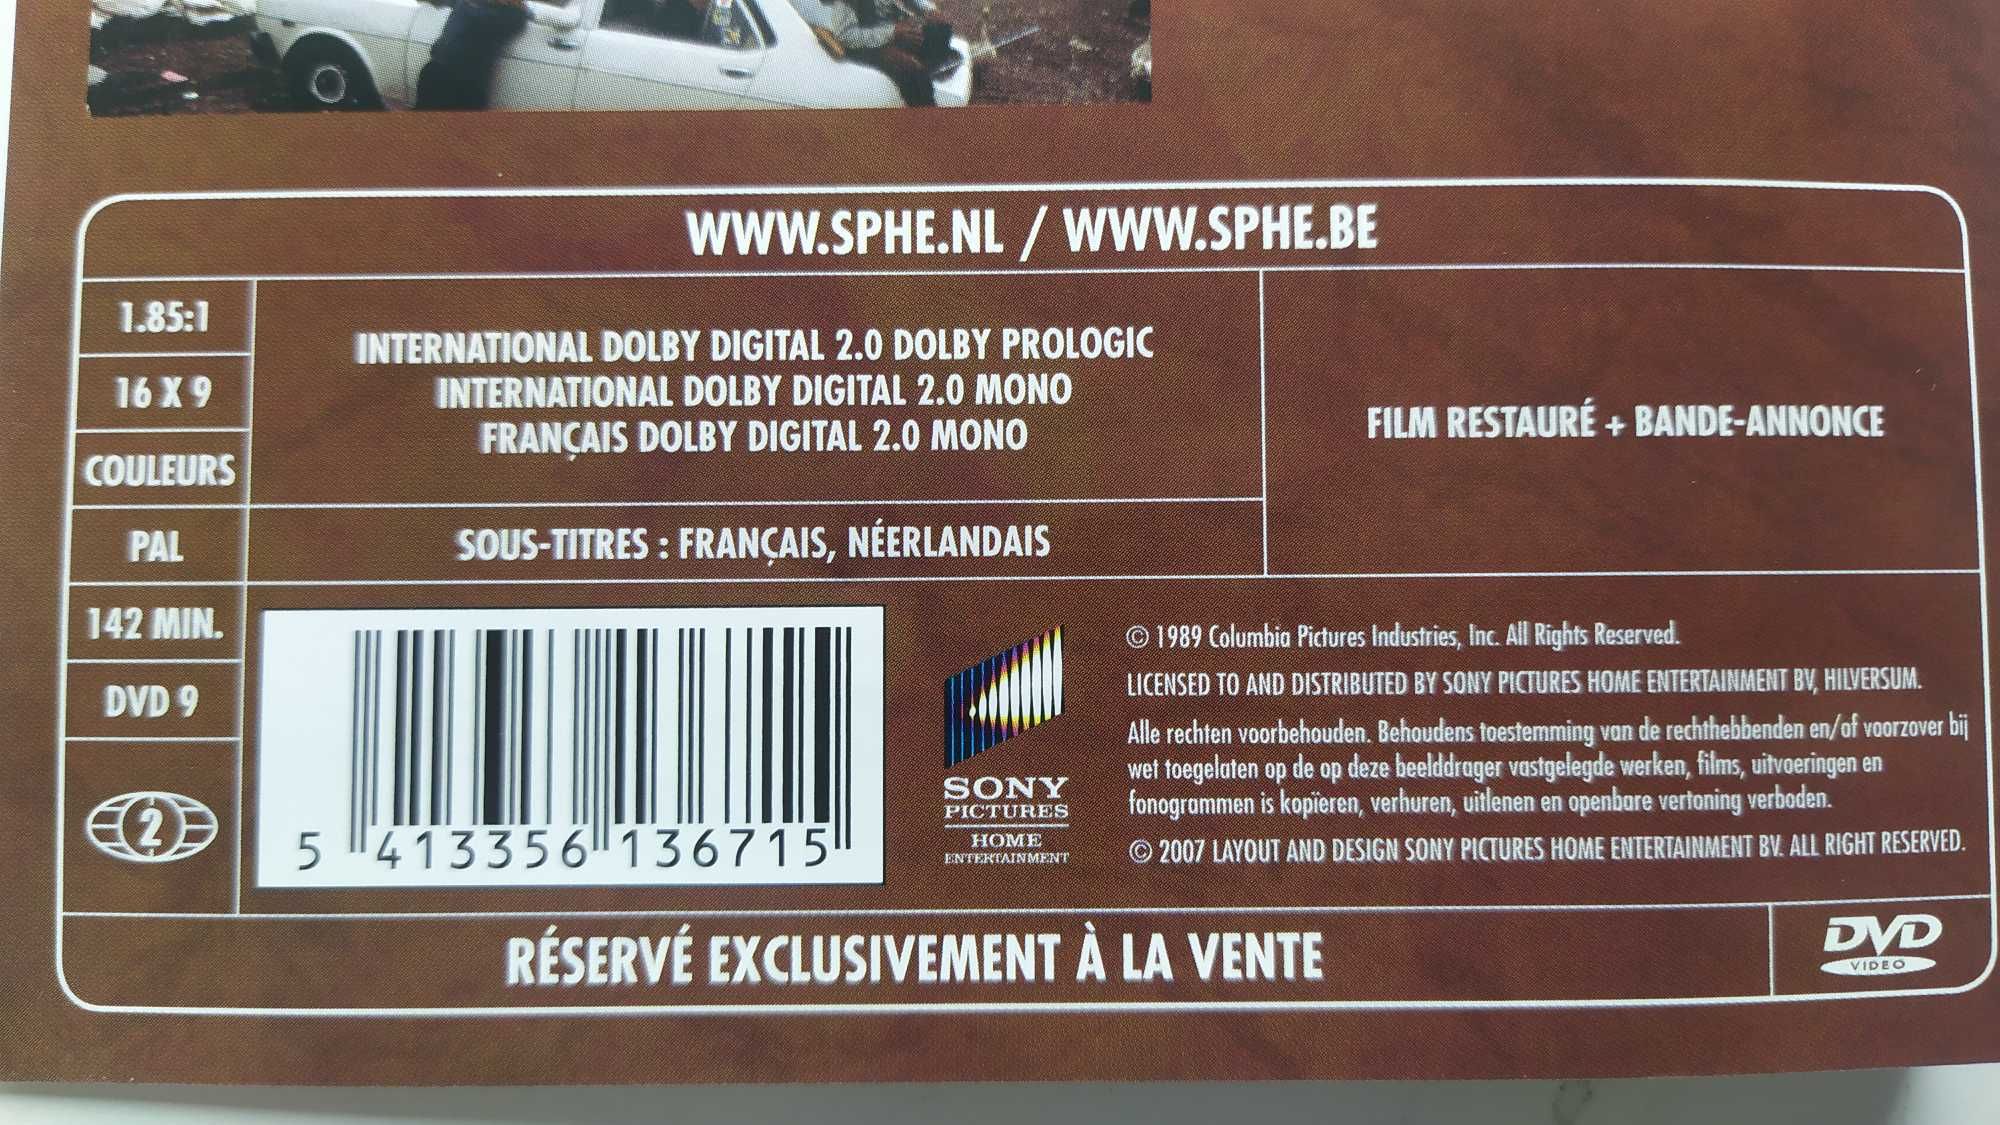 WWW.SPHE.NL / WWW.SPHE.BE
1.85:1
16 X 9
COULEURS
PAL
142 MIN.
DVD 9
2
INTERNATIONAL DOLBY DIGITAL 2.0 DOLBY PROLOGIC
INTERNATIONAL DOLBY DIGITAL 2.0 MONO
FRANÇAIS DOLBY DIGITAL 2.0 MONO
SOUS-TITRES : FRANÇAIS, NÉERLANDAIS
FILM RESTAURÉ + BANDE-ANNONCE
5 413356 136715
SONY
PICTURES
HOME
ENTERTAINMENT
© 1989 Columbia Pictures Industries, Inc. All Rights Reserved.
LICENSED TO AND DISTRIBUTED BY SONY PICTURES HOME ENTERTAINMENT BV, HILVERSUM.
Alle rechten voorbehouden. Behoudens toestemming van de rechthebbenden en/of voorzover bij
wet toegelaten op de op deze beelddrager vastgelegde werken, films, uitvoeringen en
fonogrammen is kopïeren, verhuren, uitlenen en openbare vertoning verboden.
© 2007 LAYOUT AND DESIGN SONY PICTURES HOME ENTERTAINMENT BV. ALL RIGHT RESERVED.
RÉSERVÉ EXCLUSIVEMENT À LA VENTE
DVD
VIDEO